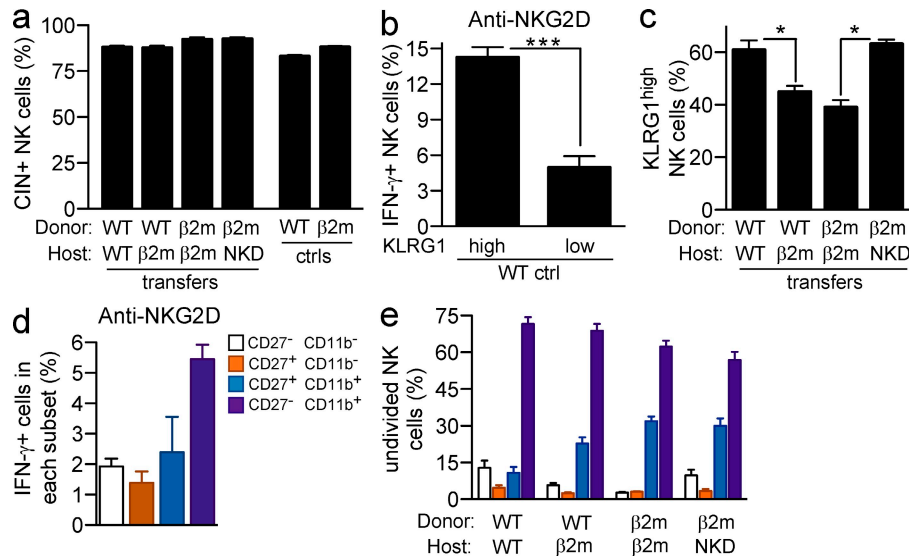 a
CIN+ NK cells (%)
100
75
50
25
0
Donor: WT WT β2m β2m WT β2m
Host: WT β2m β2m NKD ctrls
transfers
b
Anti-NKG2D
IFN-γ+ NK cells (%)
15
12
9
6
3
0
***
KLRG1 high low
WT ctrl
c
KLRG1high
NK cells (%)
60
40
20
0
* *
Donor: WT WT β2m β2m
Host: WT β2m β2m NKD
transfers
d
Anti-NKG2D
IFN-γ+ cells in
each subset (%)
6
5
4
3
2
1
0
CD27- CD11b-
CD27+ CD11b-
CD27+ CD11b+
CD27- CD11b+
e
undivided NK
cells (%)
75
60
45
30
15
0
Donor: WT WT β2m β2m
Host: WT β2m β2m NKD